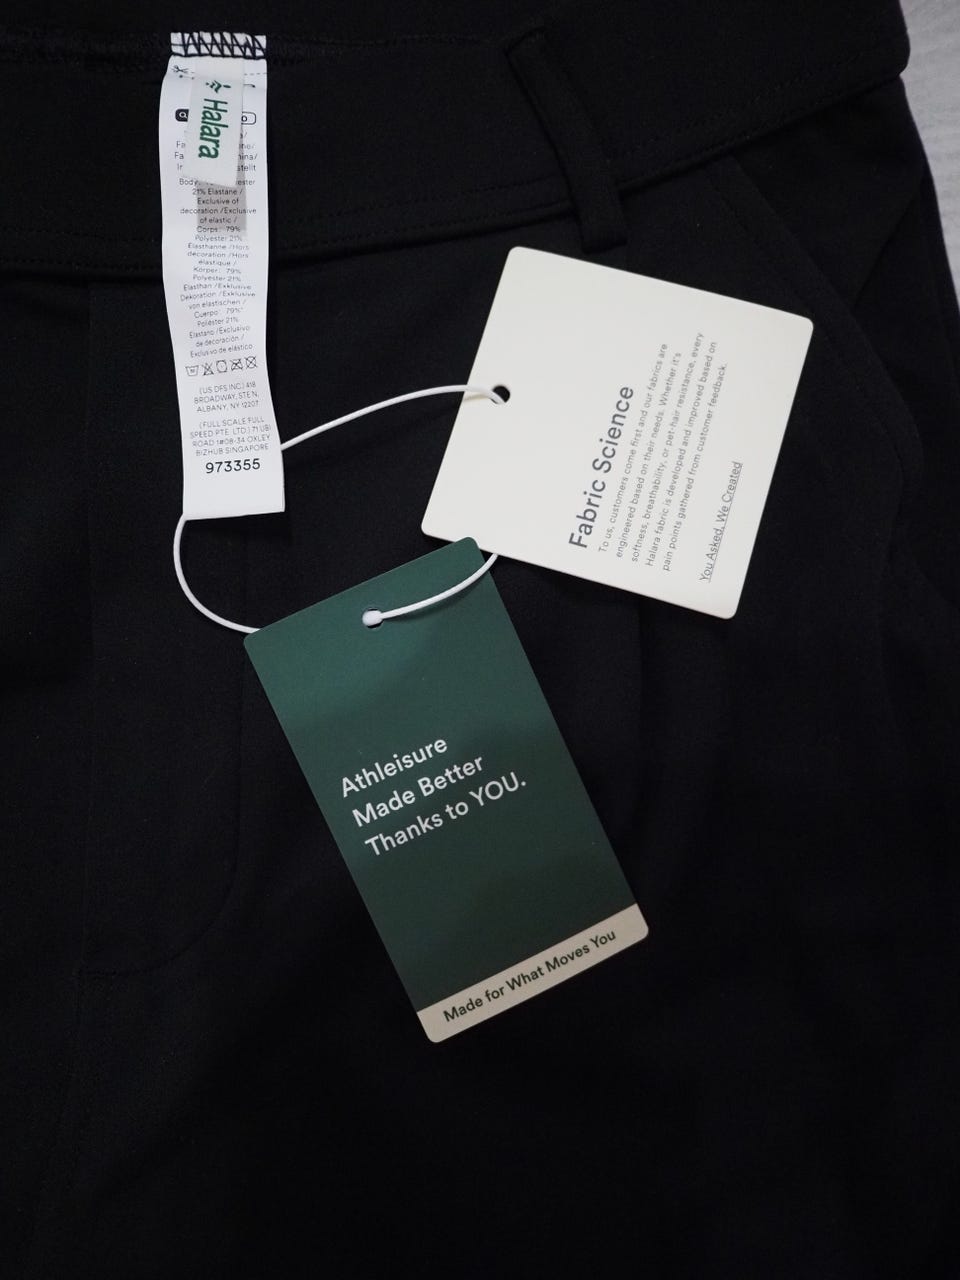 Halara
21% Elastane /
Exclusive of
decoration /Exclusive
of elastic /
Corps: 79%
Polyester 21%
Elasthanne /Hors
décoration /Hors
élastique /
Körper: 79%
Polyester 21%
Elasthan /Exklusive
Dekoration /Exklusive
von elastischen /
Cuerpo: 79%
Poliéster 21%
Elastano /Exclusivo
de decoración /
Exclusivo de elástico
(US DFS INC.) 418
BROADWAY, STE N,
ALBANY, NY 12207.
(FULL SCALE FULL
SPEED PTE. LTD.) 71 UBI
ROAD 1#08-34 OXLEY
BIZHUB SINGAPORE
973355
Fabric Science
To us, customers come first and our fabrics are
engineered based on their needs. Whether it's
softness, breathability, or pet-hair resistance, every
Halara fabric is developed and improved based on
pain points gathered from customer feedback.
You Asked, We Created
Athleisure
Made Better
Thanks to YOU.
Made for What Moves You